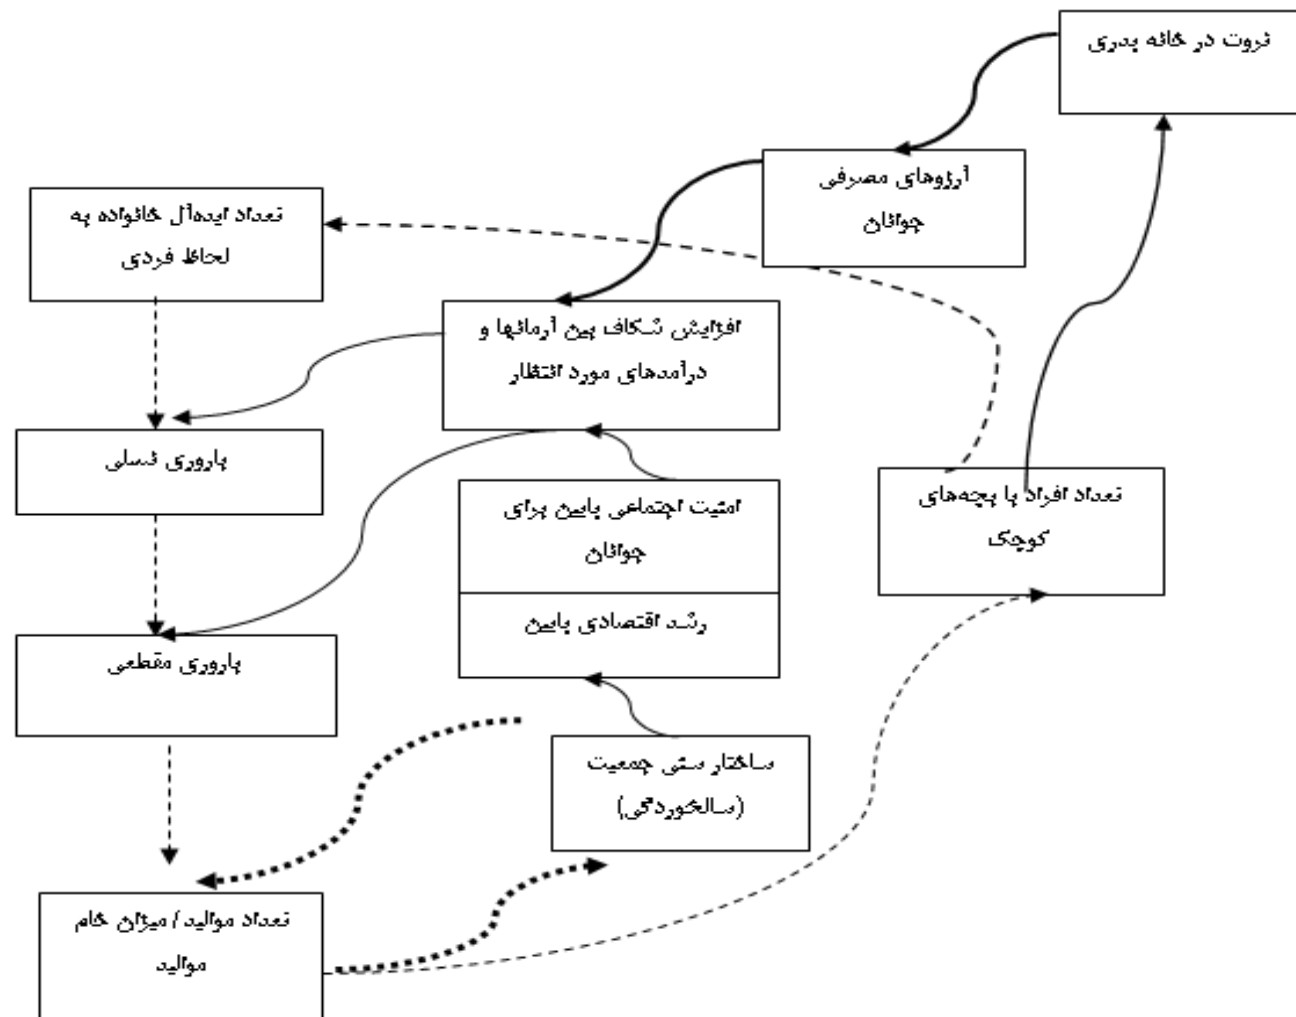 ثروت در خانه پدری
آرزوهای مصرفی
جوانان
تعداد ایده‌آل خانواده به
لحاظ فردی
افزایش شکاف بین آرمانها و
درآمدهای مورد انتظار
باروری نسلی
تعداد افراد با بچه‌های
کوچک
امنیت اجتماعی پایین برای
جوانان
رشد اقتصادی پایین
باروری مقطعی
ساختار سنی جمعیت
(سالخوردگی)
تعداد موالید / میزان خام
موالید